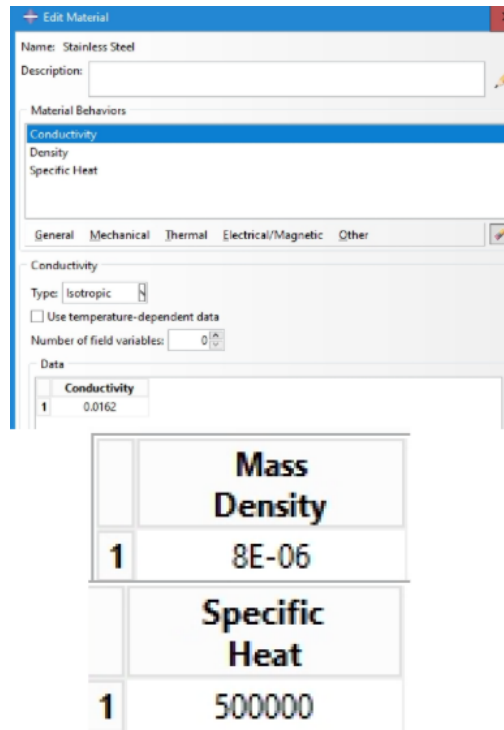 Edit Material
Name: Stainless Steel
Description:
Material Behaviors
Conductivity
Density
Specific Heat
General Mechanical Thermal Electrical/Magnetic Other
Conductivity
Type: Isotropic
Use temperature-dependent data
Number of field variables: 0
Data
Conductivity
1 0.0162
Mass
Density
1 8E-06
Specific
Heat
1 500000